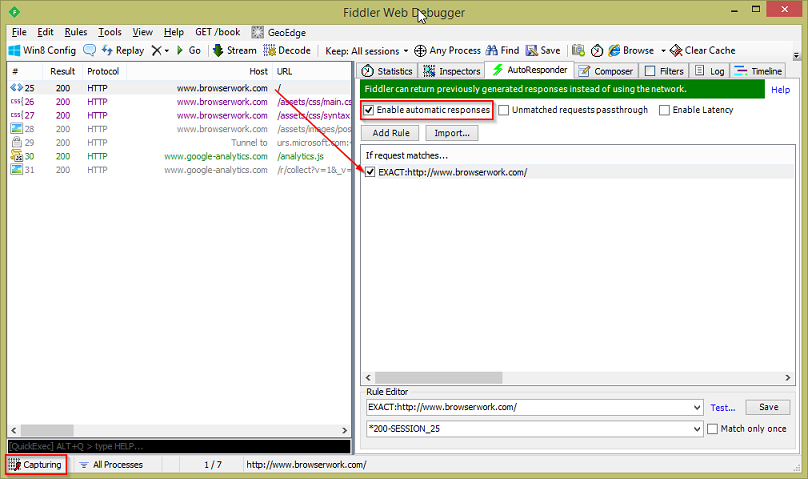 Fiddler Web Debugger
File Edit Rules Tools View Help GET /book GeoEdge
Win8 Config Replay Go Stream Decode Keep: All sessions Any Process Find Save Browse Clear Cache
# Result Protocol Host URL
25 200 HTTP www.browserwork.com /
26 200 HTTP www.browserwork.com /assets/css/main.cs
27 200 HTTP www.browserwork.com /assets/css/syntax
28 200 HTTP www.browserwork.com /assets/images/pos
29 200 HTTP Tunnel to urs.microsoft.com:
30 200 HTTP www.google-analytics.com /analytics.js
31 200 HTTP www.google-analytics.com /r/collect?v=1&_v=
[QuickExec] ALT+Q > type HELP...
Statistics Inspectors AutoResponder Composer Filters Log Timeline
Fiddler can return previously generated responses instead of using the network. Help
Enable automatic responses Unmatched requests passthrough Enable Latency
Add Rule Import...
If request matches...
EXACT:http://www.browserwork.com/
Rule Editor
EXACT:http://www.browserwork.com/ Test... Save
*200-SESSION_25 Match only once
Capturing All Processes 1 / 7 http://www.browserwork.com/